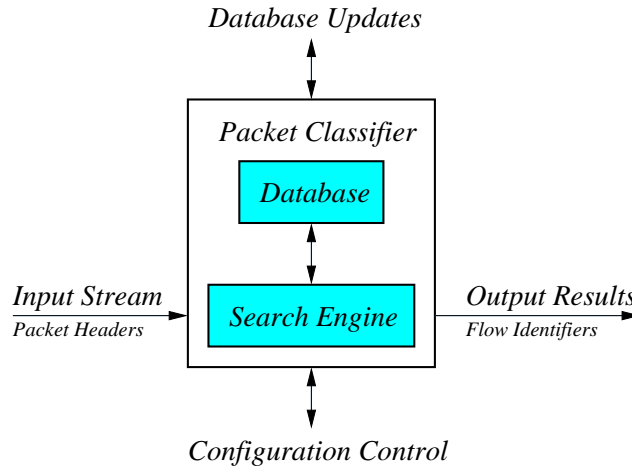 Database Updates
Packet Classifier
Database
Input Stream
Packet Headers
Search Engine
Output Results
Flow Identifiers
Configuration Control